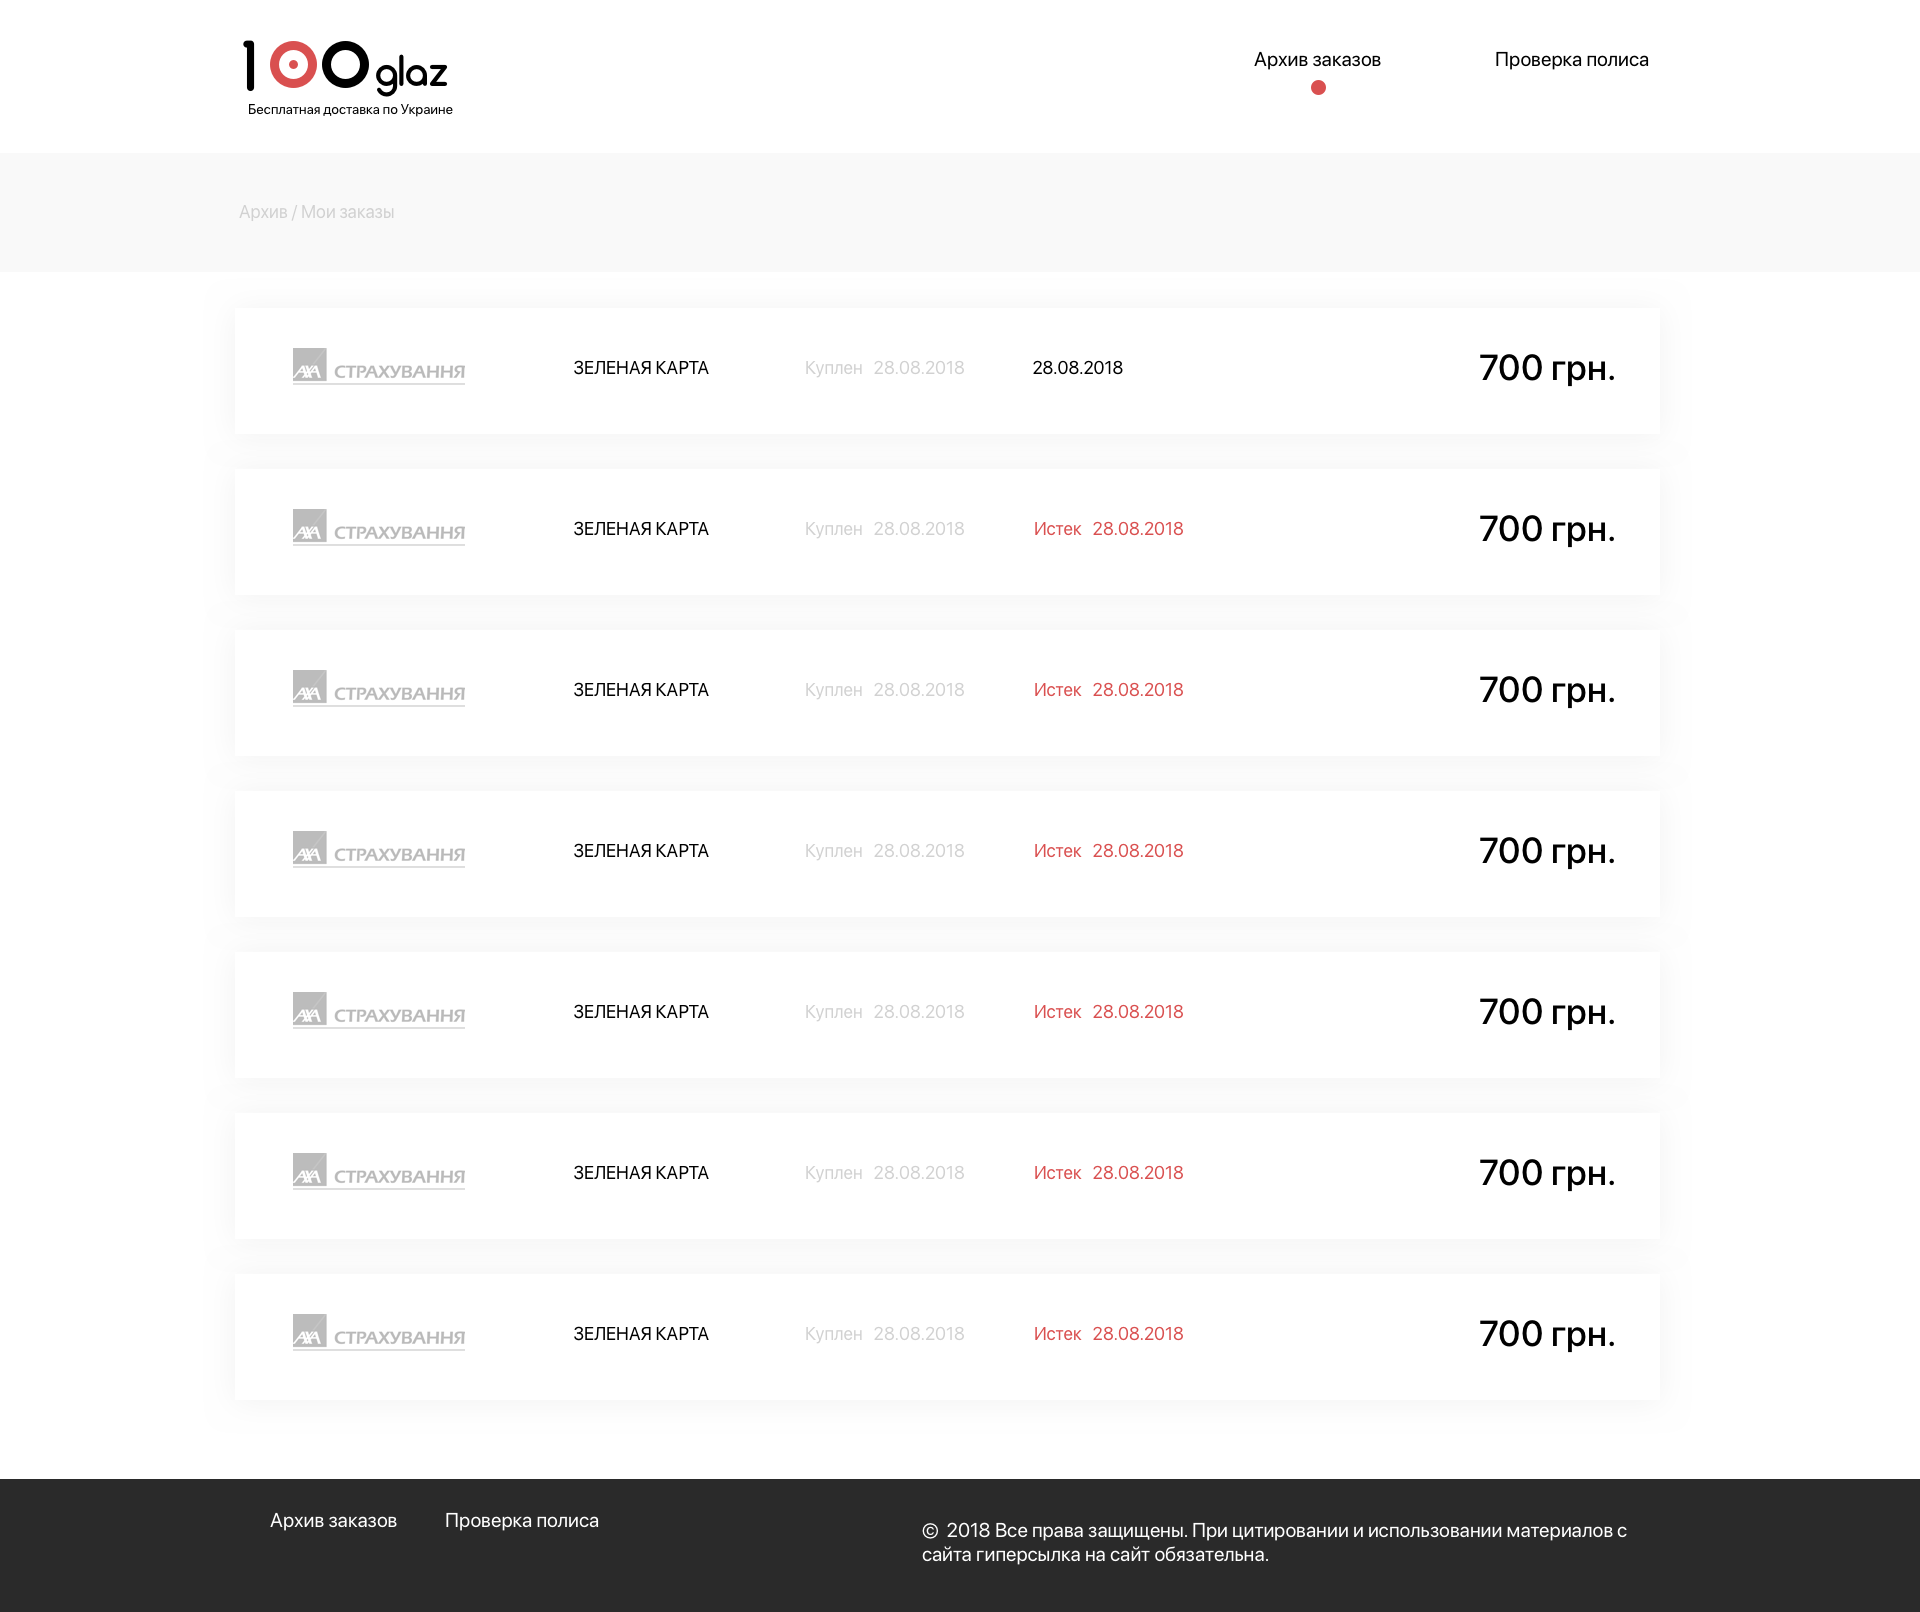 100 glaz
Бесплатная доставка по Украине
Архив заказов Проверка полиса
Архив / Мои заказы
AXA СТРАХУВАННЯ ЗЕЛЕНАЯ КАРТА Куплен 28.08.2018 28.08.2018 700 грн.
AXA СТРАХУВАННЯ ЗЕЛЕНАЯ КАРТА Куплен 28.08.2018 Истек 28.08.2018 700 грн.
AXA СТРАХУВАННЯ ЗЕЛЕНАЯ КАРТА Куплен 28.08.2018 Истек 28.08.2018 700 грн.
AXA СТРАХУВАННЯ ЗЕЛЕНАЯ КАРТА Куплен 28.08.2018 Истек 28.08.2018 700 грн.
AXA СТРАХУВАННЯ ЗЕЛЕНАЯ КАРТА Куплен 28.08.2018 Истек 28.08.2018 700 грн.
AXA СТРАХУВАННЯ ЗЕЛЕНАЯ КАРТА Куплен 28.08.2018 Истек 28.08.2018 700 грн.
AXA СТРАХУВАННЯ ЗЕЛЕНАЯ КАРТА Куплен 28.08.2018 Истек 28.08.2018 700 грн.
Архив заказов Проверка полиса
© 2018 Все права защищены. При цитировании и использовании материалов с
сайта гиперсылка на сайт обязательна.